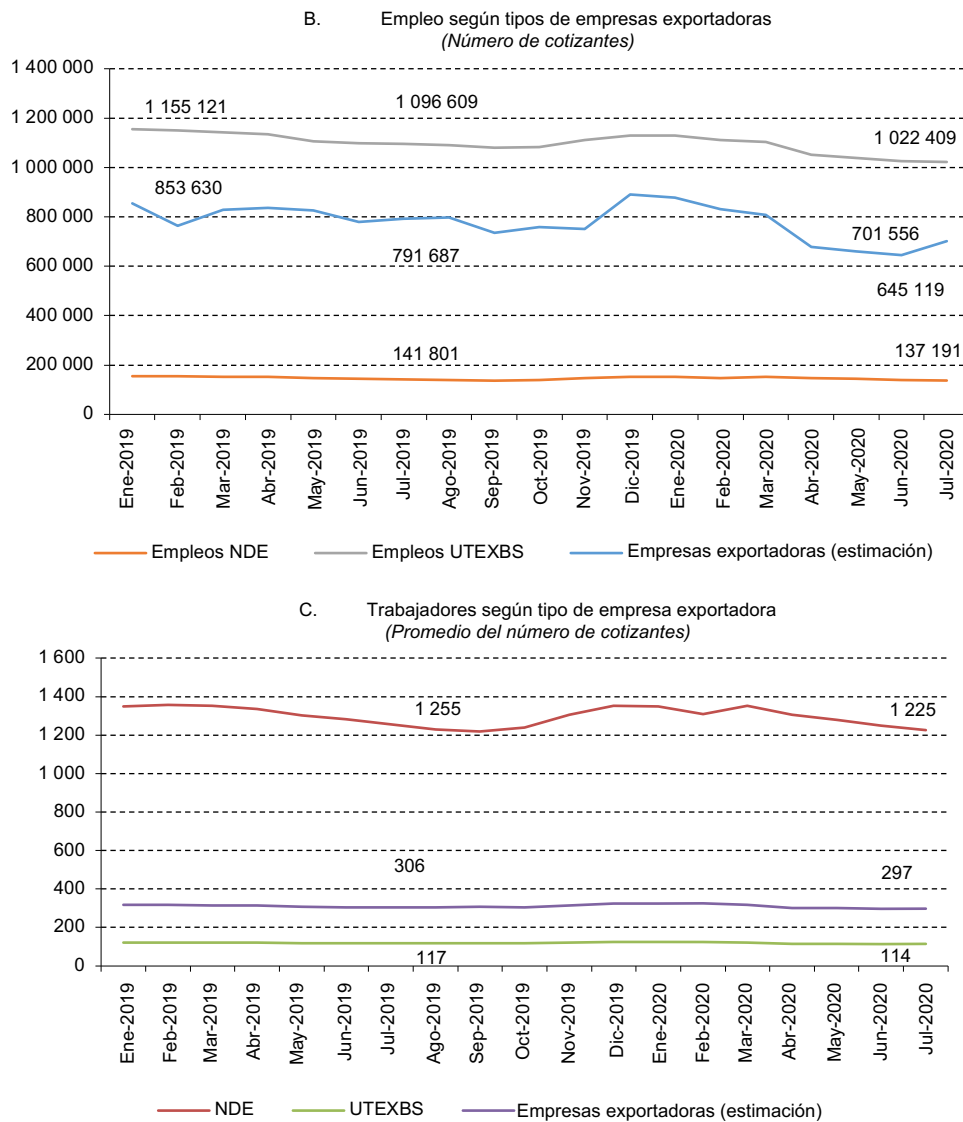 B. Empleo según tipos de empresas exportadoras
(Número de cotizantes)
1 400 000
1 200 000
1 000 000
800 000
600 000
400 000
200 000
0
1 155 121
1 096 609
1 022 409
853 630
791 687
701 556
645 119
141 801
137 191
Ene-2019
Feb-2019
Mar-2019
Abr-2019
May-2019
Jun-2019
Jul-2019
Ago-2019
Sep-2019
Oct-2019
Nov-2019
Dic-2019
Ene-2020
Feb-2020
Mar-2020
Abr-2020
May-2020
Jun-2020
Jul-2020
Empleos NDE Empleos UTEXBS Empresas exportadoras (estimación)
C. Trabajadores según tipo de empresa exportadora
(Promedio del número de cotizantes)
1 600
1 400
1 200
1 000
800
600
400
200
0
1 255
1 225
306
297
117
114
Ene-2019
Feb-2019
Mar-2019
Abr-2019
May-2019
Jun-2019
Jul-2019
Ago-2019
Sep-2019
Oct-2019
Nov-2019
Dic-2019
Ene-2020
Feb-2020
Mar-2020
Abr-2020
May-2020
Jun-2020
Jul-2020
NDE UTEXBS Empresas exportadoras (estimación)